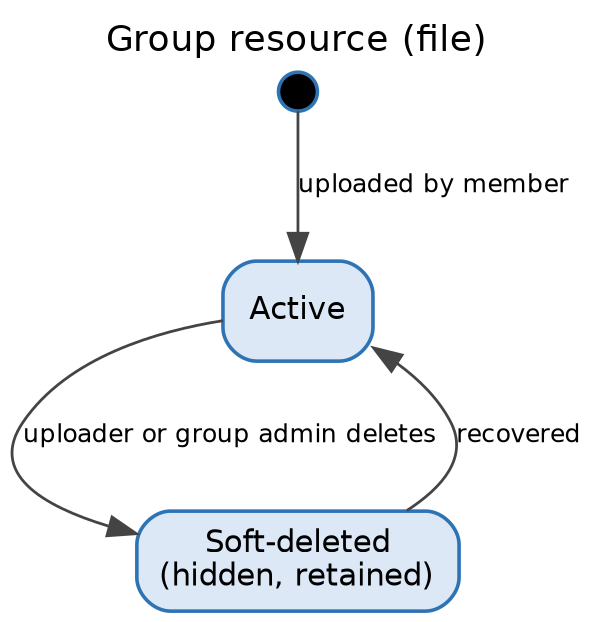 Group resource (file)
uploaded by member
Active
uploader or group admin deletes
recovered
Soft-deleted
(hidden, retained)